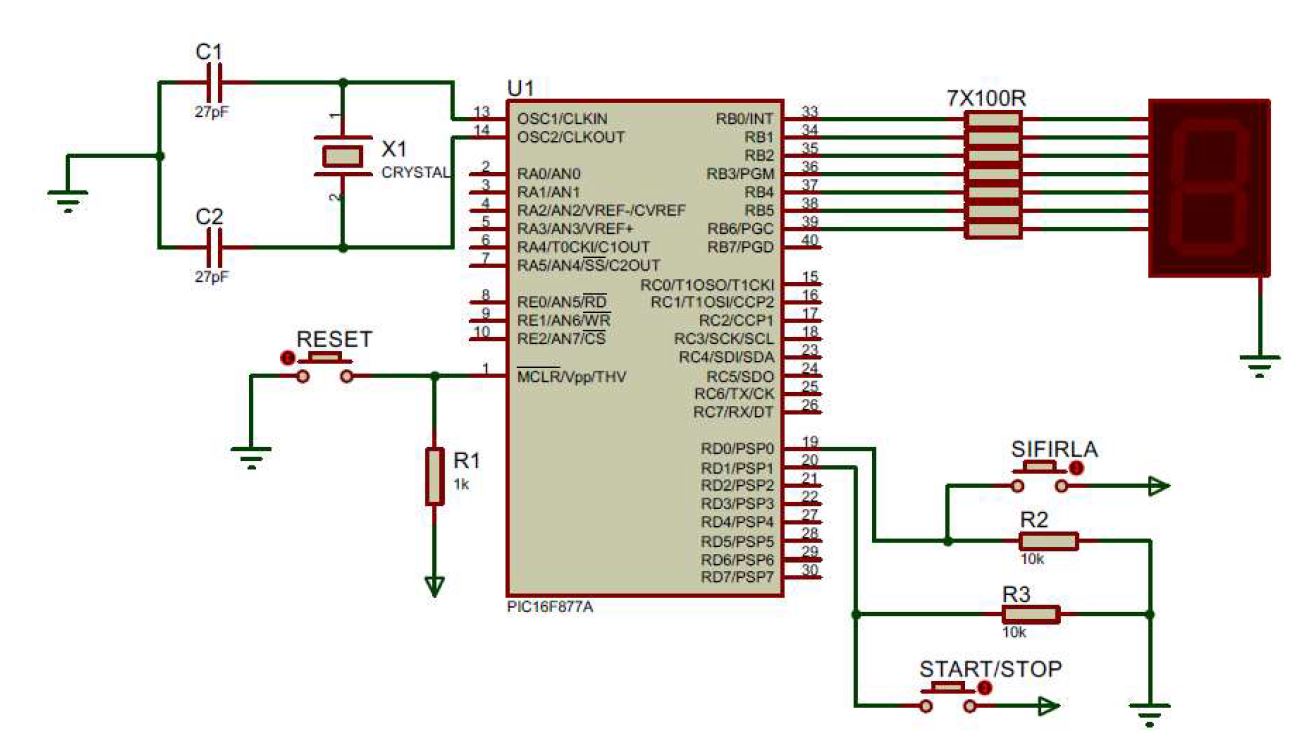 C1
27pF
C2
27pF
1
X1
CRYSTAL
2
RESET
R1
1k
U1
13 OSC1/CLKIN
14 OSC2/CLKOUT
2 RA0/AN0
3 RA1/AN1
4 RA2/AN2/VREF-/CVREF
5 RA3/AN3/VREF+
6 RA4/T0CKI/C1OUT
7 RA5/AN4/SS/C2OUT
8 RE0/AN5/RD
9 RE1/AN6/WR
10 RE2/AN7/CS
1 MCLR/Vpp/THV
RB0/INT 33
RB1 34
RB2 35
RB3/PGM 36
RB4 37
RB5 38
RB6/PGC 39
RB7/PGD 40
RC0/T1OSO/T1CKI 15
RC1/T1OSI/CCP2 16
RC2/CCP1 17
RC3/SCK/SCL 18
RC4/SDI/SDA 23
RC5/SDO 24
RC6/TX/CK 25
RC7/RX/DT 26
RD0/PSP0 19
RD1/PSP1 20
RD2/PSP2 21
RD3/PSP3 22
RD4/PSP4 27
RD5/PSP5 28
RD6/PSP6 29
RD7/PSP7 30
PIC16F877A
7X100R
SIFIRLA
R2
10k
R3
10k
START/STOP